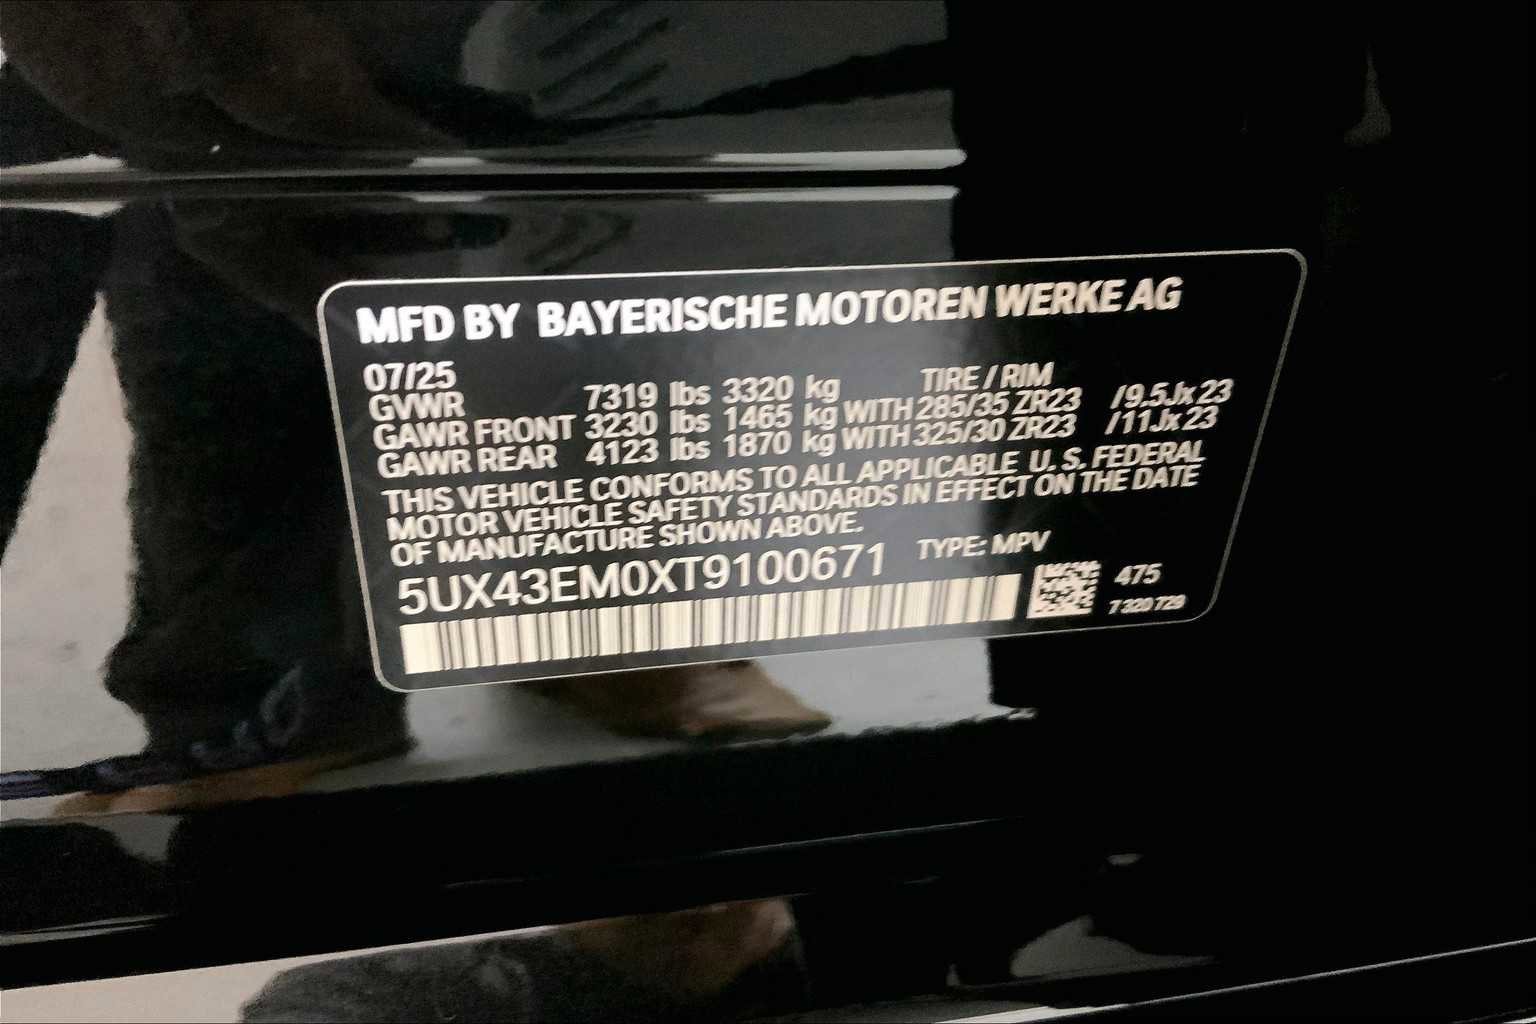 MFD BY BAYERISCHE MOTOREN WERKE AG
07/25 TIRE / RIM
GVWR 7319 lbs 3320 kg
GAWR FRONT 3230 lbs 1465 kg WITH 285/35 ZR23 /9.5Jx23
GAWR REAR 4123 lbs 1870 kg WITH 325/30 ZR23 /11Jx23
THIS VEHICLE CONFORMS TO ALL APPLICABLE U. S. FEDERAL
MOTOR VEHICLE SAFETY STANDARDS IN EFFECT ON THE DATE
OF MANUFACTURE SHOWN ABOVE.
5UX43EM0XT9100671 TYPE: MPV
475
7 320 729